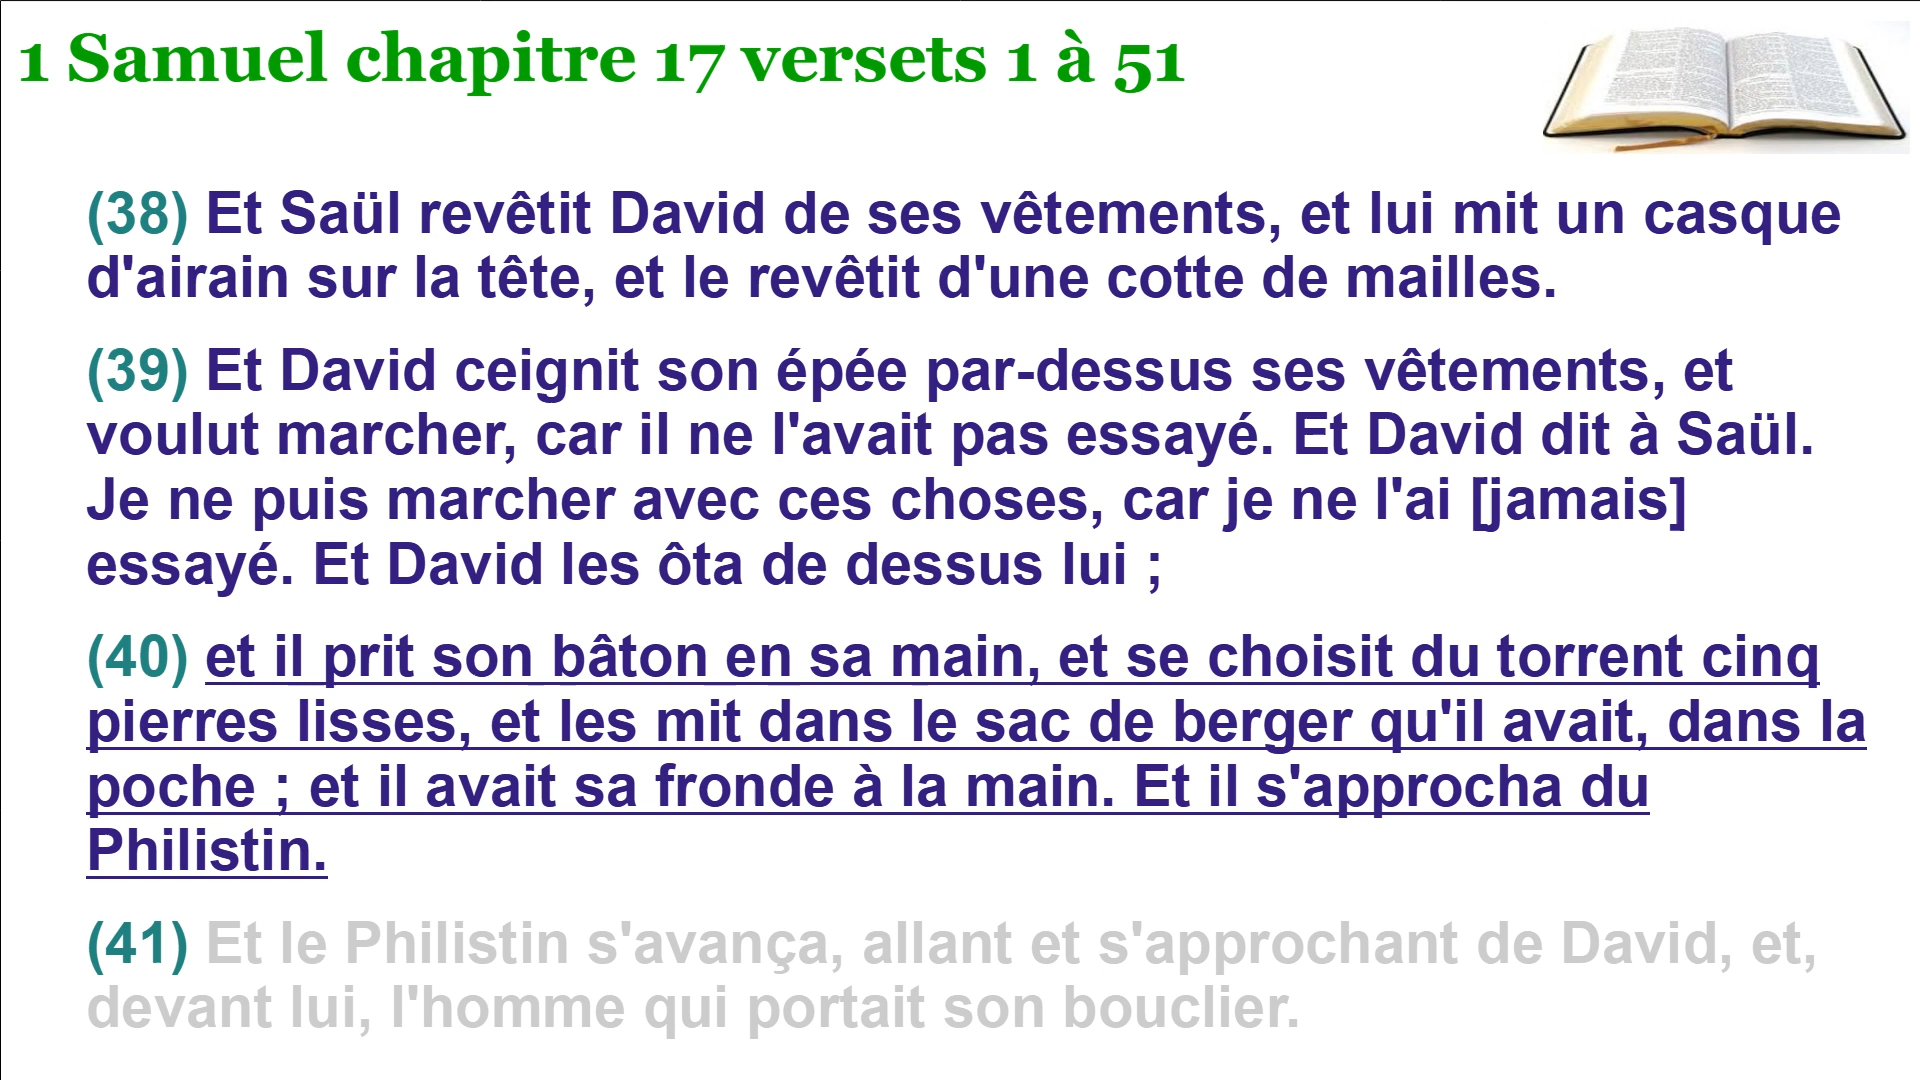 1 Samuel chapitre 17 versets 1 à 51
(38) Et Saül revêtit David de ses vêtements, et lui mit un casque
d'airain sur la tête, et le revêtit d'une cotte de mailles.
(39) Et David ceignit son épée par-dessus ses vêtements, et
voulut marcher, car il ne l'avait pas essayé. Et David dit à Saül.
Je ne puis marcher avec ces choses, car je ne l'ai [jamais]
essayé. Et David les ôta de dessus lui ;
(40) et il prit son bâton en sa main, et se choisit du torrent cinq
pierres lisses, et les mit dans le sac de berger qu'il avait, dans la
poche ; et il avait sa fronde à la main. Et il s'approcha du
Philistin.
(41) Et le Philistin s'avança, allant et s'approchant de David, et,
devant lui, l'homme qui portait son bouclier.